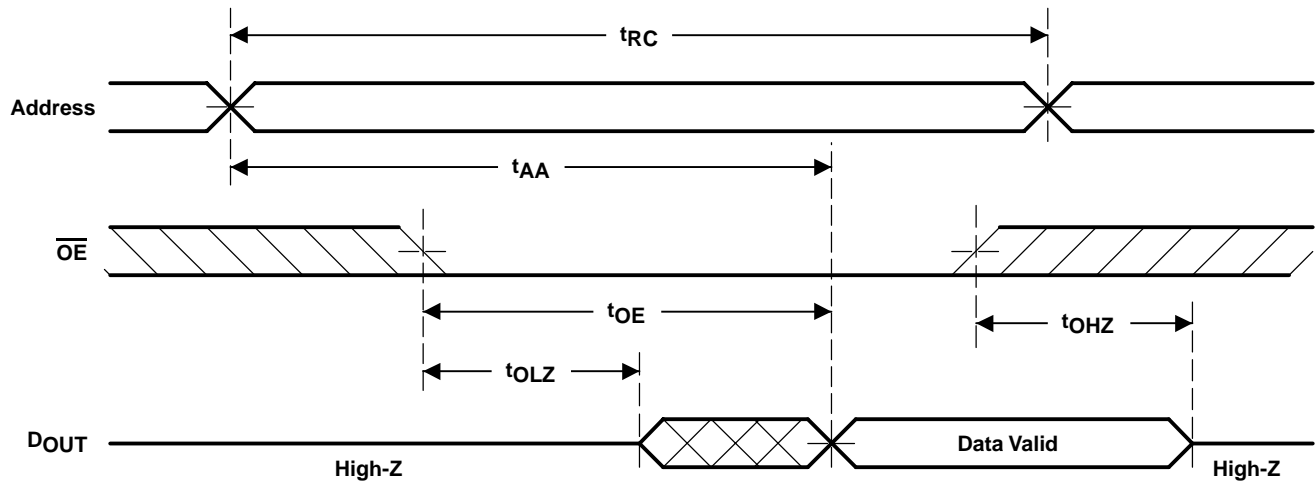 tRC
Address
tAA
OE
tOE
tOHZ
tOLZ
DOUT
Data Valid
High-Z
High-Z